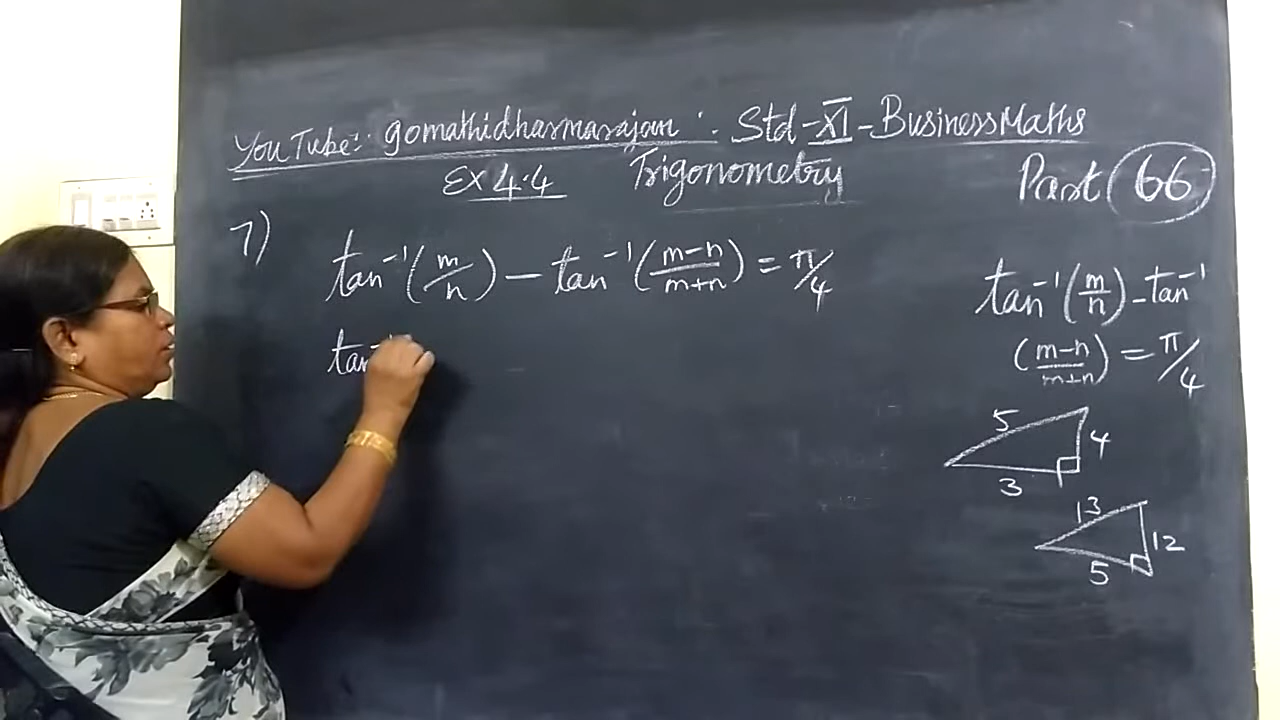 YouTube: gomathidharmarajan : Std-XI-BusinessMaths
Ex 4.4 Trigonometry Part 66
7) tan⁻¹(m/n) - tan⁻¹(m-n/m+n) = π/4
tan⁻¹
tan⁻¹(m/n) - tan⁻¹
(m-n/m+n) = π/4
5 4
3
13 12
5